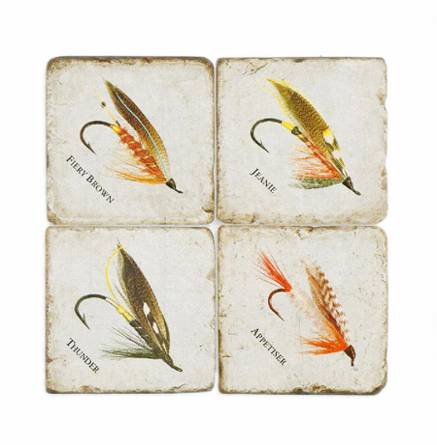 FIERY BROWN
JEANIE
THUNDER
APPETISER